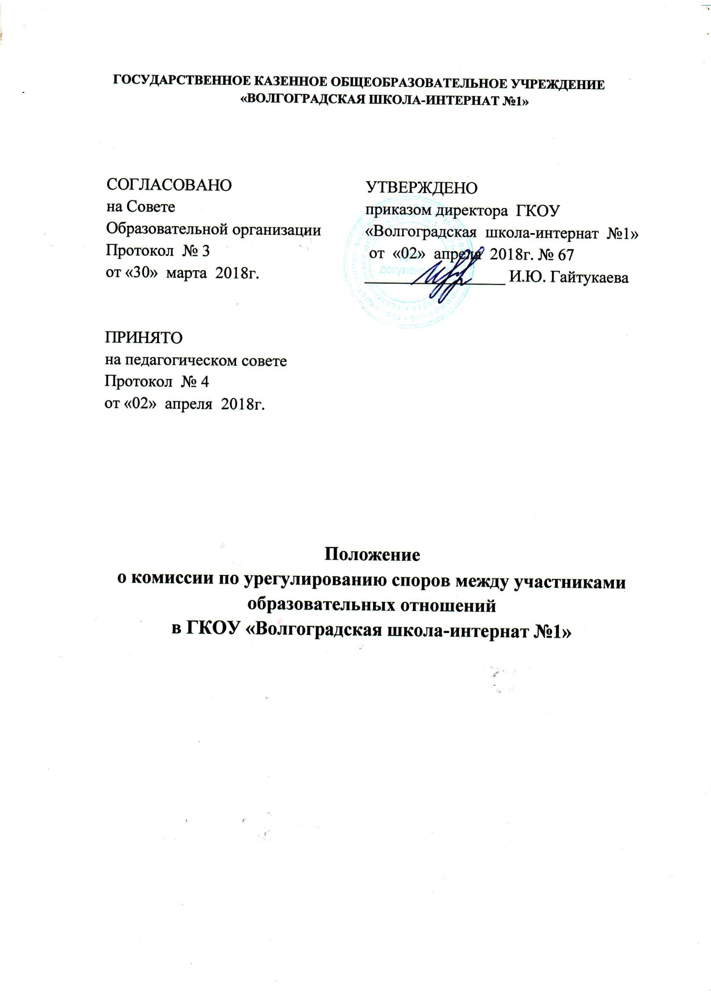 ГОСУДАРСТВЕННОЕ КАЗЕННОЕ ОБЩЕОБРАЗОВАТЕЛЬНОЕ УЧРЕЖДЕНИЕ
«ВОЛГОГРАДСКАЯ ШКОЛА-ИНТЕРНАТ №1»
СОГЛАСОВАНО
на Совете
Образовательной организации
Протокол № 3
от «30» марта 2018г.
УТВЕРЖДЕНО
приказом директора ГКОУ
«Волгоградская школа-интернат №1»
от «02» апреля 2018г. № 67
И.Ю. Гайтукаева
ПРИНЯТО
на педагогическом совете
Протокол № 4
от «02» апреля 2018г.
Положение
о комиссии по урегулированию споров между участниками
образовательных отношений
в ГКОУ «Волгоградская школа-интернат №1»